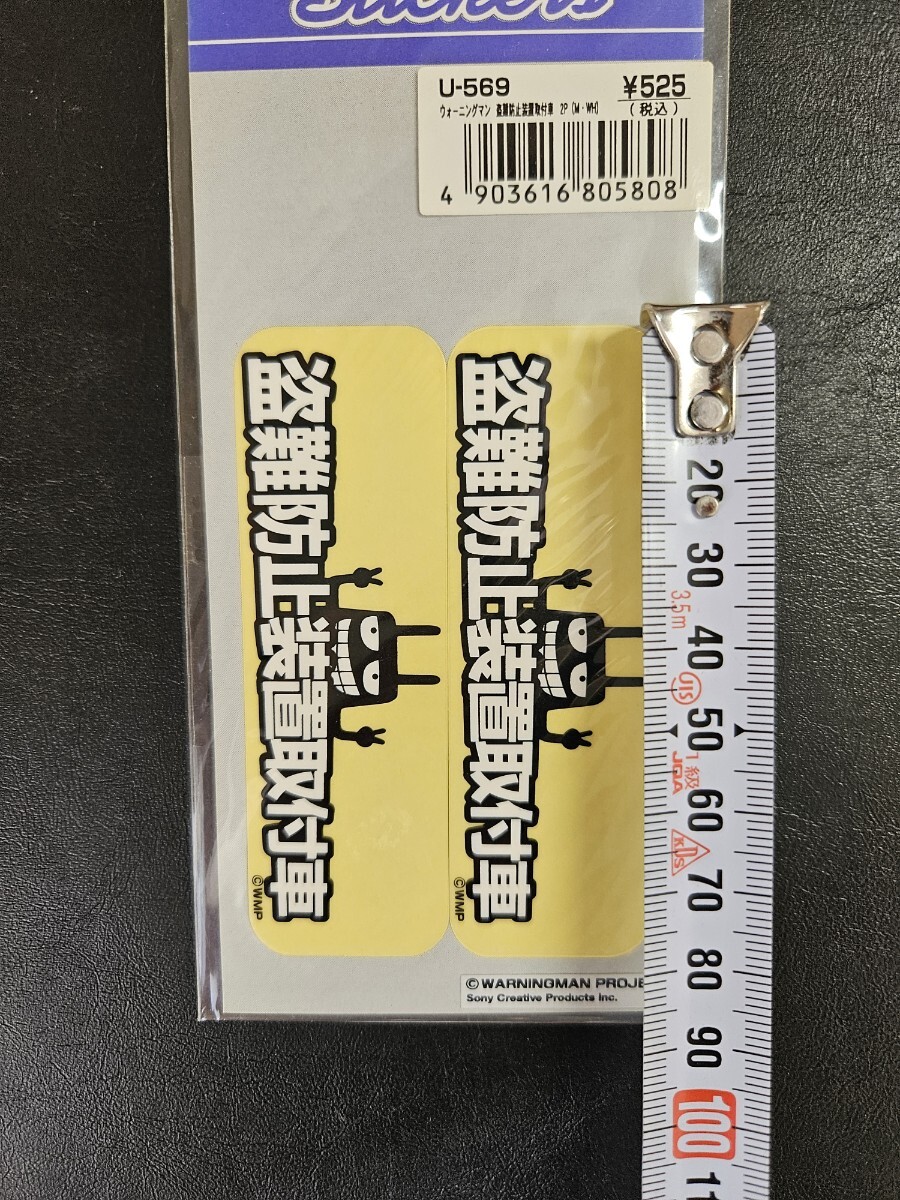 Stickers
U-569 ¥525
ウォーニングマン 盗難防止装置取付車 2P (M・WH) (税込)
4 903616 805808
盗難防止装置取付車
©WMP
盗難防止装置取付車
©WMP
© WARNINGMAN PROJE
Sony Creative Products Inc.
20
30
3.5m
40
JIS
50
1級
JQA
60
KDS
70
80
90
100